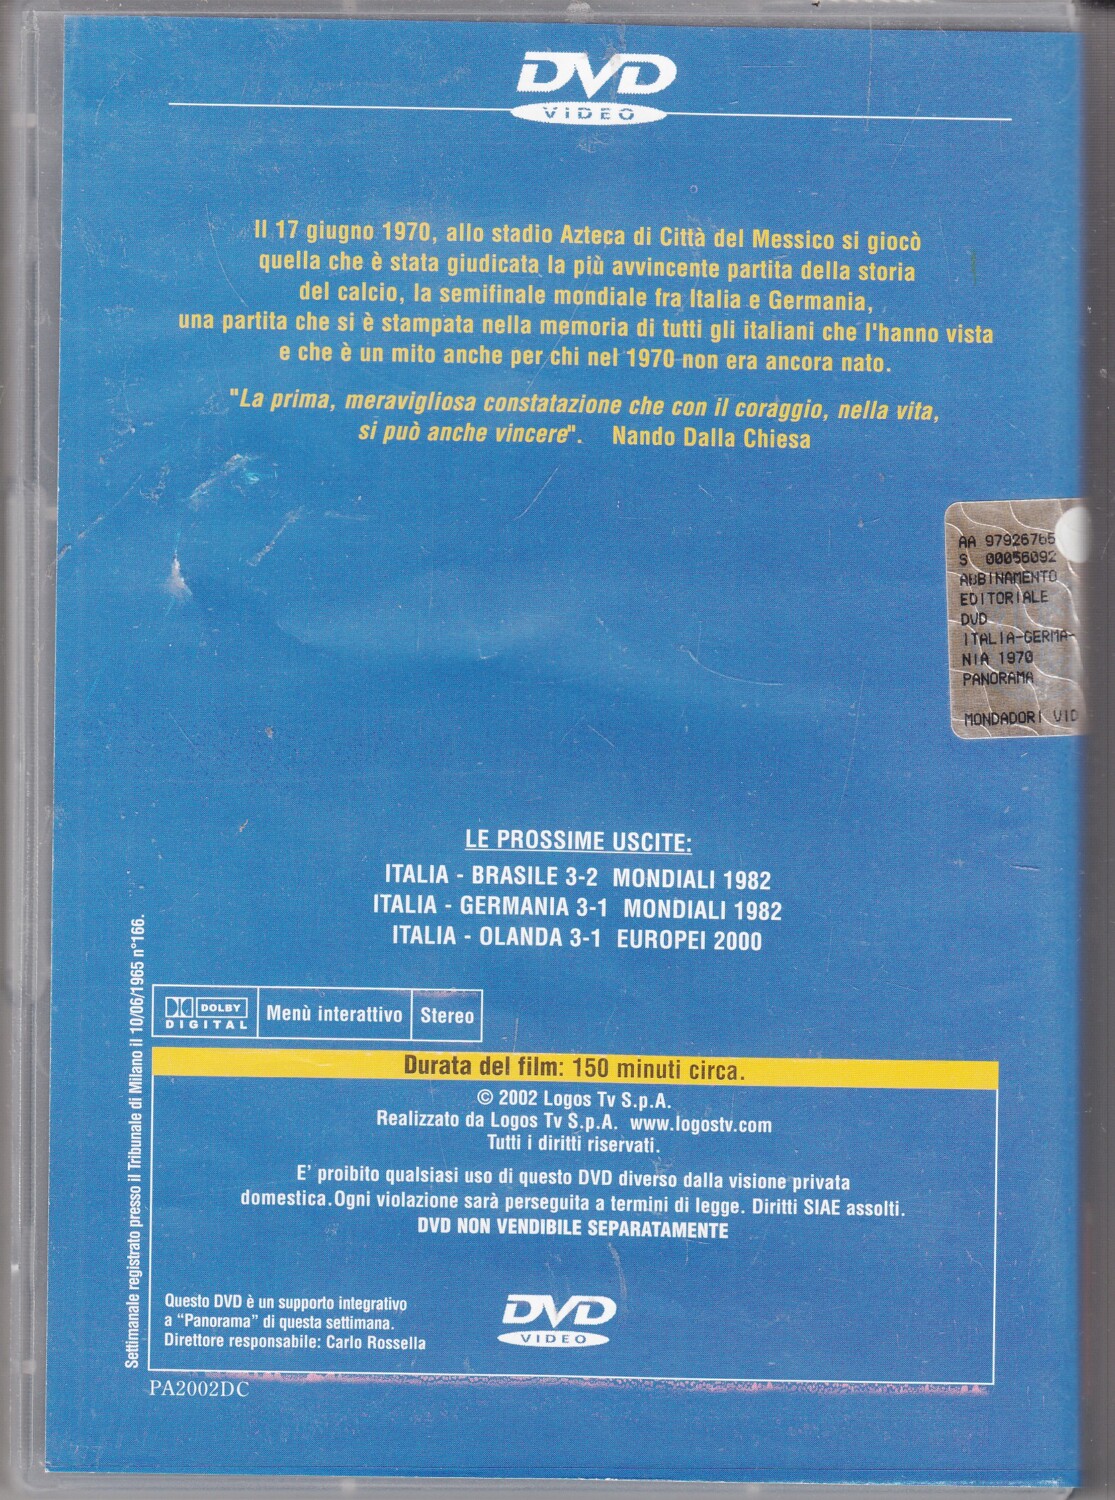 DVD
VIDEO
Il 17 giugno 1970, allo stadio Azteca di Città del Messico si giocò
quella che è stata giudicata la più avvincente partita della storia
del calcio, la semifinale mondiale fra Italia e Germania,
una partita che si è stampata nella memoria di tutti gli italiani che l'hanno vista
e che è un mito anche per chi nel 1970 non era ancora nato.
"La prima, meravigliosa constatazione che con il coraggio, nella vita,
si può anche vincere". Nando Dalla Chiesa
AA 97926765
S 00056092
ABBINAMENTO
EDITORIALE
DVD
ITALIA-GERMA-
NIA 1970
PANORAMA
MONDADORI VID
LE PROSSIME USCITE:
ITALIA - BRASILE 3-2 MONDIALI 1982
ITALIA - GERMANIA 3-1 MONDIALI 1982
ITALIA - OLANDA 3-1 EUROPEI 2000
Settimanale registrato presso il Tribunale di Milano il 10/06/1965 n°166.
DOLBY
DIGITAL
Menù interattivo
Stereo
Durata del film: 150 minuti circa.
© 2002 Logos Tv S.p.A.
Realizzato da Logos Tv S.p.A. www.logostv.com
Tutti i diritti riservati.
E' proibito qualsiasi uso di questo DVD diverso dalla visione privata
domestica.Ogni violazione sarà perseguita a termini di legge. Diritti SIAE assolti.
DVD NON VENDIBILE SEPARATAMENTE
Questo DVD è un supporto integrativo
a “Panorama” di questa settimana.
Direttore responsabile: Carlo Rossella
DVD
VIDEO
PA2002DC